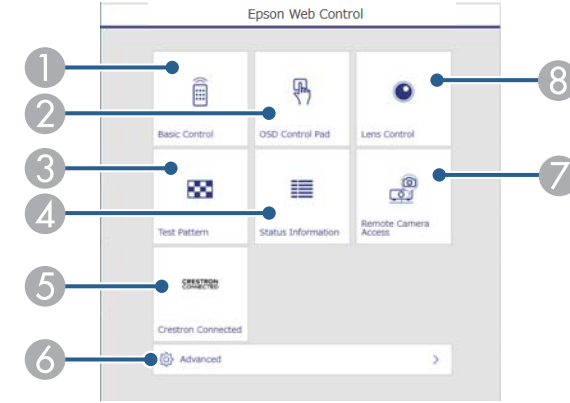 Epson Web Control
1
8
2
Basic Control
OSD Control Pad
Lens Control
3
7
4
Test Pattern
Status Information
Remote Camera
Access
5
CRESTRON
CONNECTED
Crestron Connected
6
Advanced